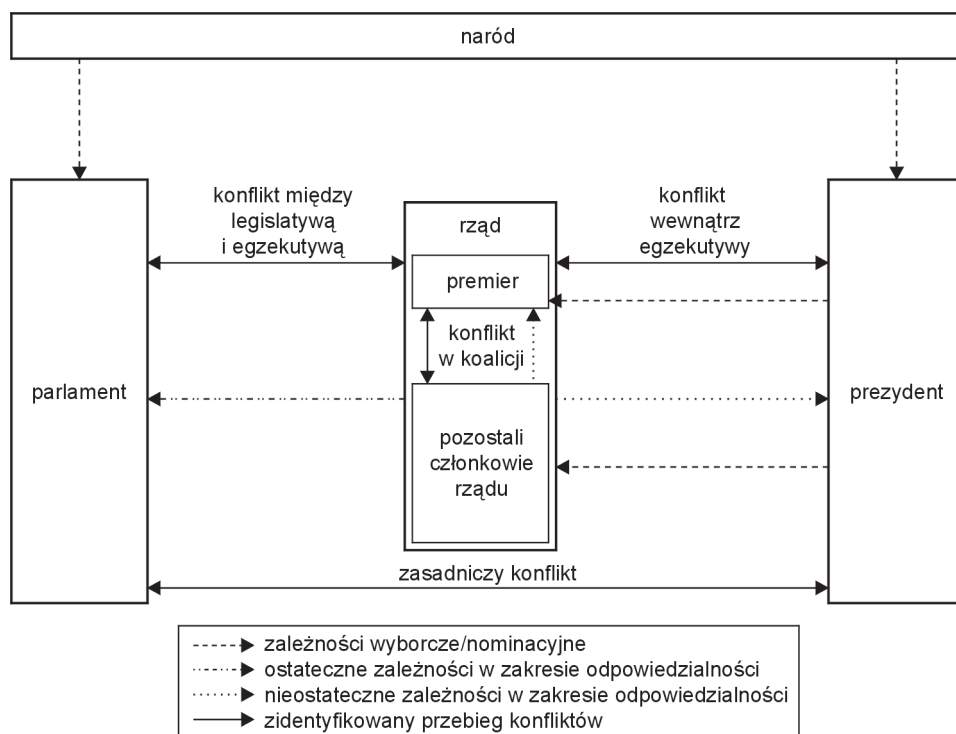 naród
konflikt między
legislatywą
i egzekutywą
konflikt
wewnątrz
egzekutywy
rząd
premier
konflikt
w koalicji
parlament
prezydent
pozostali
członkowie
rządu
zasadniczy konflikt
zależności wyborcze/nominacyjne
ostateczne zależności w zakresie odpowiedzialności
nieostateczne zależności w zakresie odpowiedzialności
zidentyfikowany przebieg konfliktów